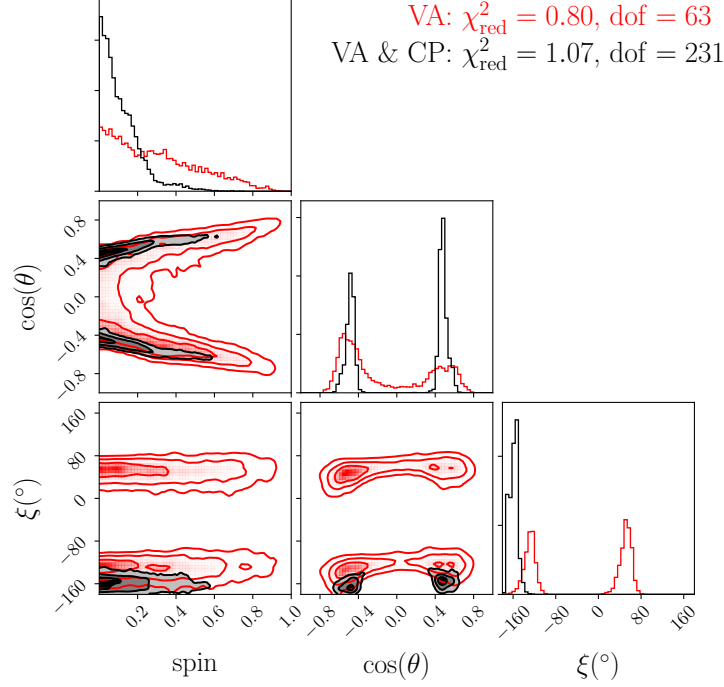 VA: χ²_red = 0.80, dof = 63
VA & CP: χ²_red = 1.07, dof = 231
cos(θ)
0.8
0.4
0.0
−0.4
−0.8
ξ(°)
160
80
0
−80
−160
0.2 0.4 0.6 0.8 1.0
−0.8 −0.4 0.0 0.4 0.8
−160 −80 0 80 160
spin cos(θ) ξ(°)